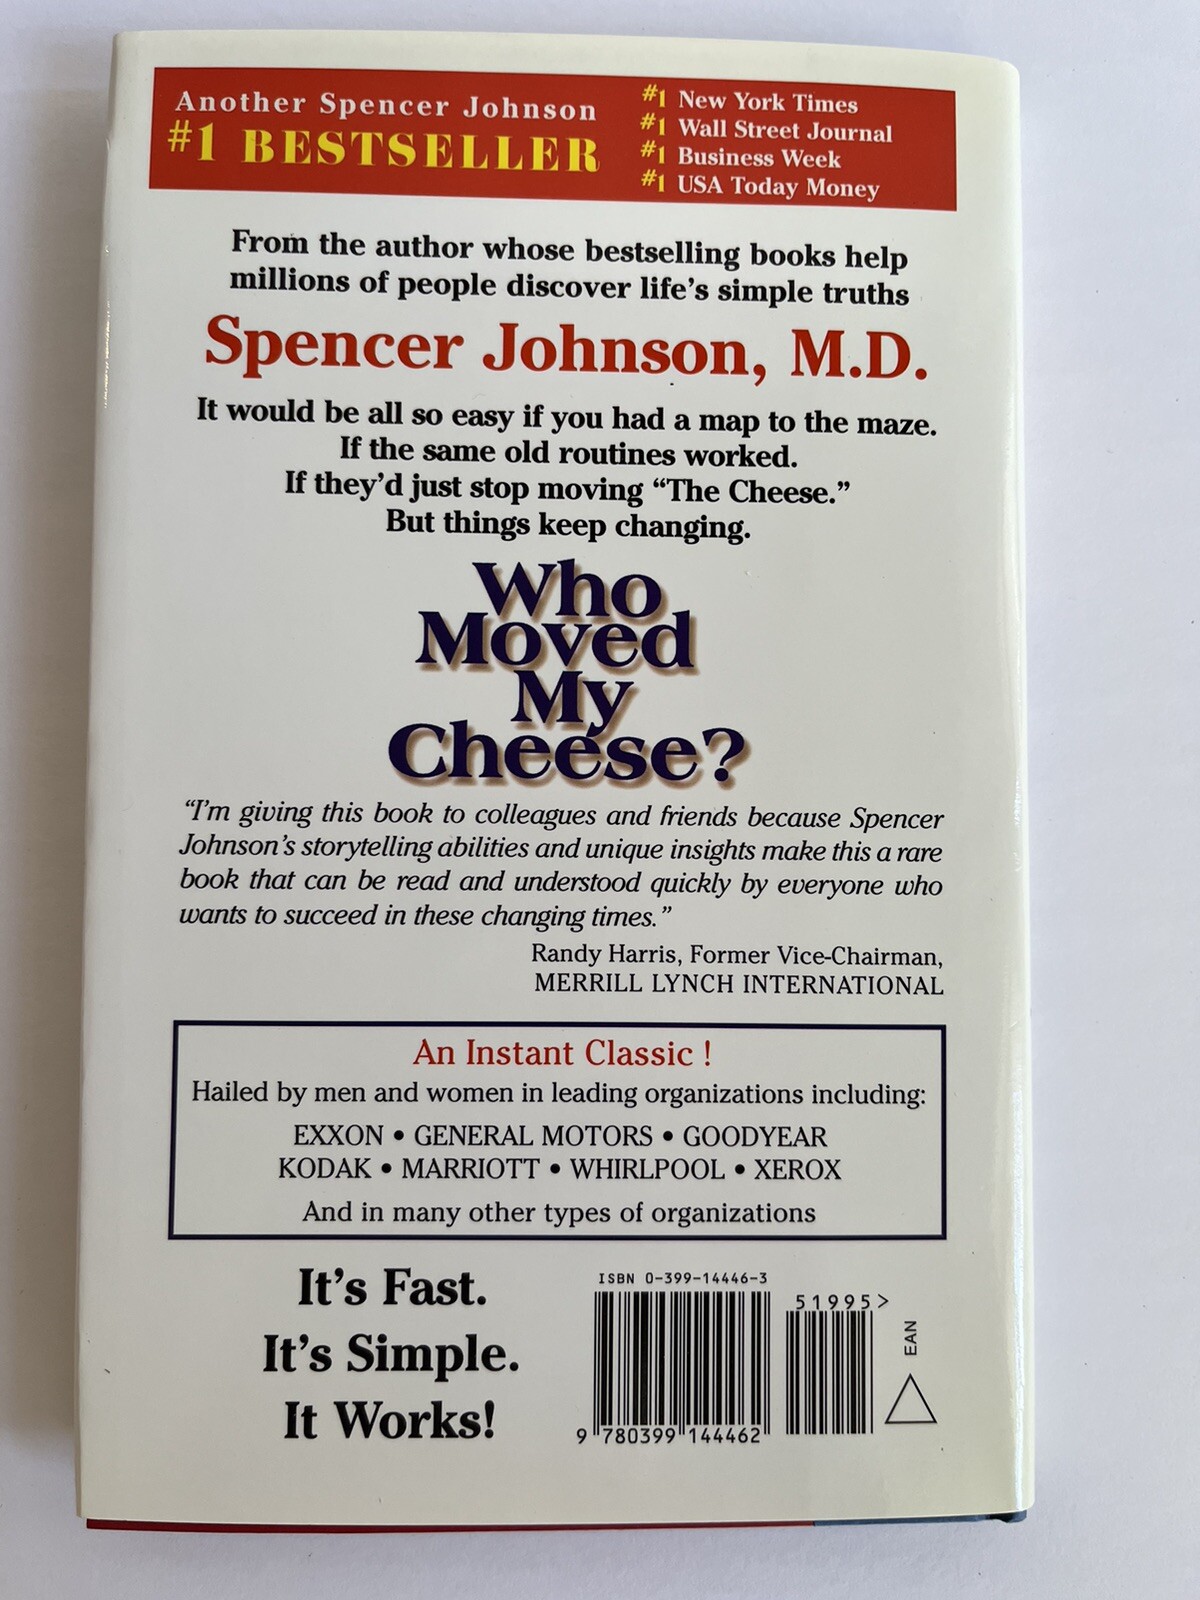 Another Spencer Johnson
#1 BESTSELLER
#1 New York Times
#1 Wall Street Journal
#1 Business Week
#1 USA Today Money
From the author whose bestselling books help
millions of people discover life's simple truths
Spencer Johnson, M.D.
It would be all so easy if you had a map to the maze.
If the same old routines worked.
If they'd just stop moving “The Cheese.”
But things keep changing.
Who
Moved
My
Cheese?
“I'm giving this book to colleagues and friends because Spencer
Johnson's storytelling abilities and unique insights make this a rare
book that can be read and understood quickly by everyone who
wants to succeed in these changing times.”
Randy Harris, Former Vice-Chairman,
MERRILL LYNCH INTERNATIONAL
An Instant Classic !
Hailed by men and women in leading organizations including:
EXXON • GENERAL MOTORS • GOODYEAR
KODAK • MARRIOTT • WHIRLPOOL • XEROX
And in many other types of organizations
It's Fast.
It's Simple.
It Works!
ISBN 0-399-14446-3
51995>
EAN
9 780399 144462